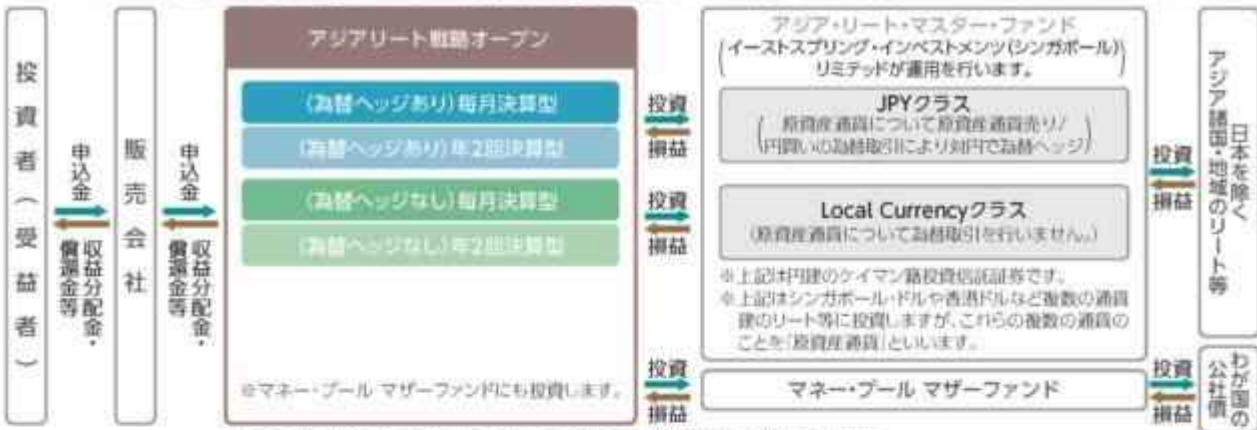 投資者(受益者)
申込金
収益分配金・
償還金等
販売会社
申込金
収益分配金・
償還金等
アジアリート戦略オープン
(為替ヘッジあり)毎月決算型
(為替ヘッジあり)年2回決算型
(為替ヘッジなし)毎月決算型
(為替ヘッジなし)年2回決算型
※マネー・プール マザーファンドにも投資します。
投資
損益
投資
損益
投資
損益
アジア・リート・マスター・ファンド
(イーストスプリング・インベストメンツ(シンガポール)
リミテッドが運用を行います。)
JPYクラス
(原資産通貨について原資産通貨売り/
円買いの為替取引により対円で為替ヘッジ)
Local Currencyクラス
(原資産通貨について為替取引を行いません。)
※上記は円建のケイマン籍投資信託証券です。
※上記はシンガポール・ドルや香港ドルなど複数の通貨
建のリート等に投資しますが、これらの複数の通貨の
ことを「原資産通貨」といいます。
マネー・プール マザーファンド
投資
損益
投資
損益
日本を除く
アジア諸国・地域のリート等
わが国の
公社債